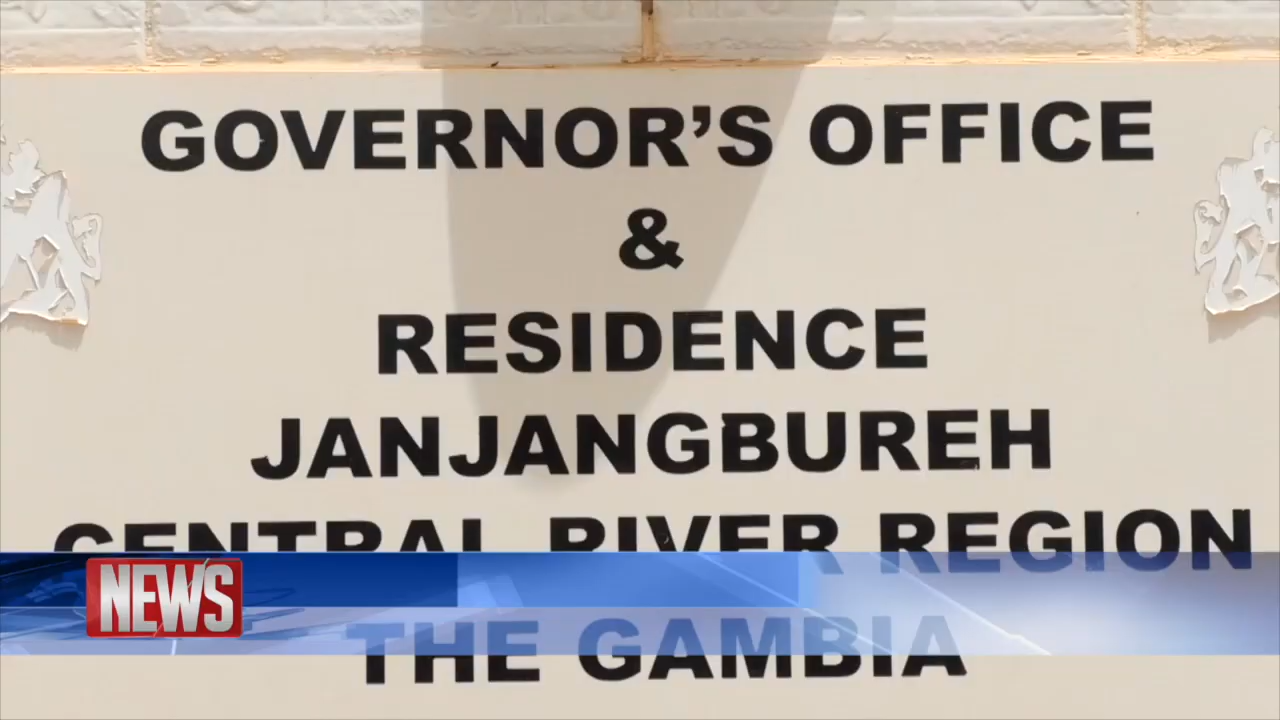 GOVERNOR’S OFFICE
&
RESIDENCE
JANJANGBUREH
CENTRAL RIVER REGION
THE GAMBIA
NEWS